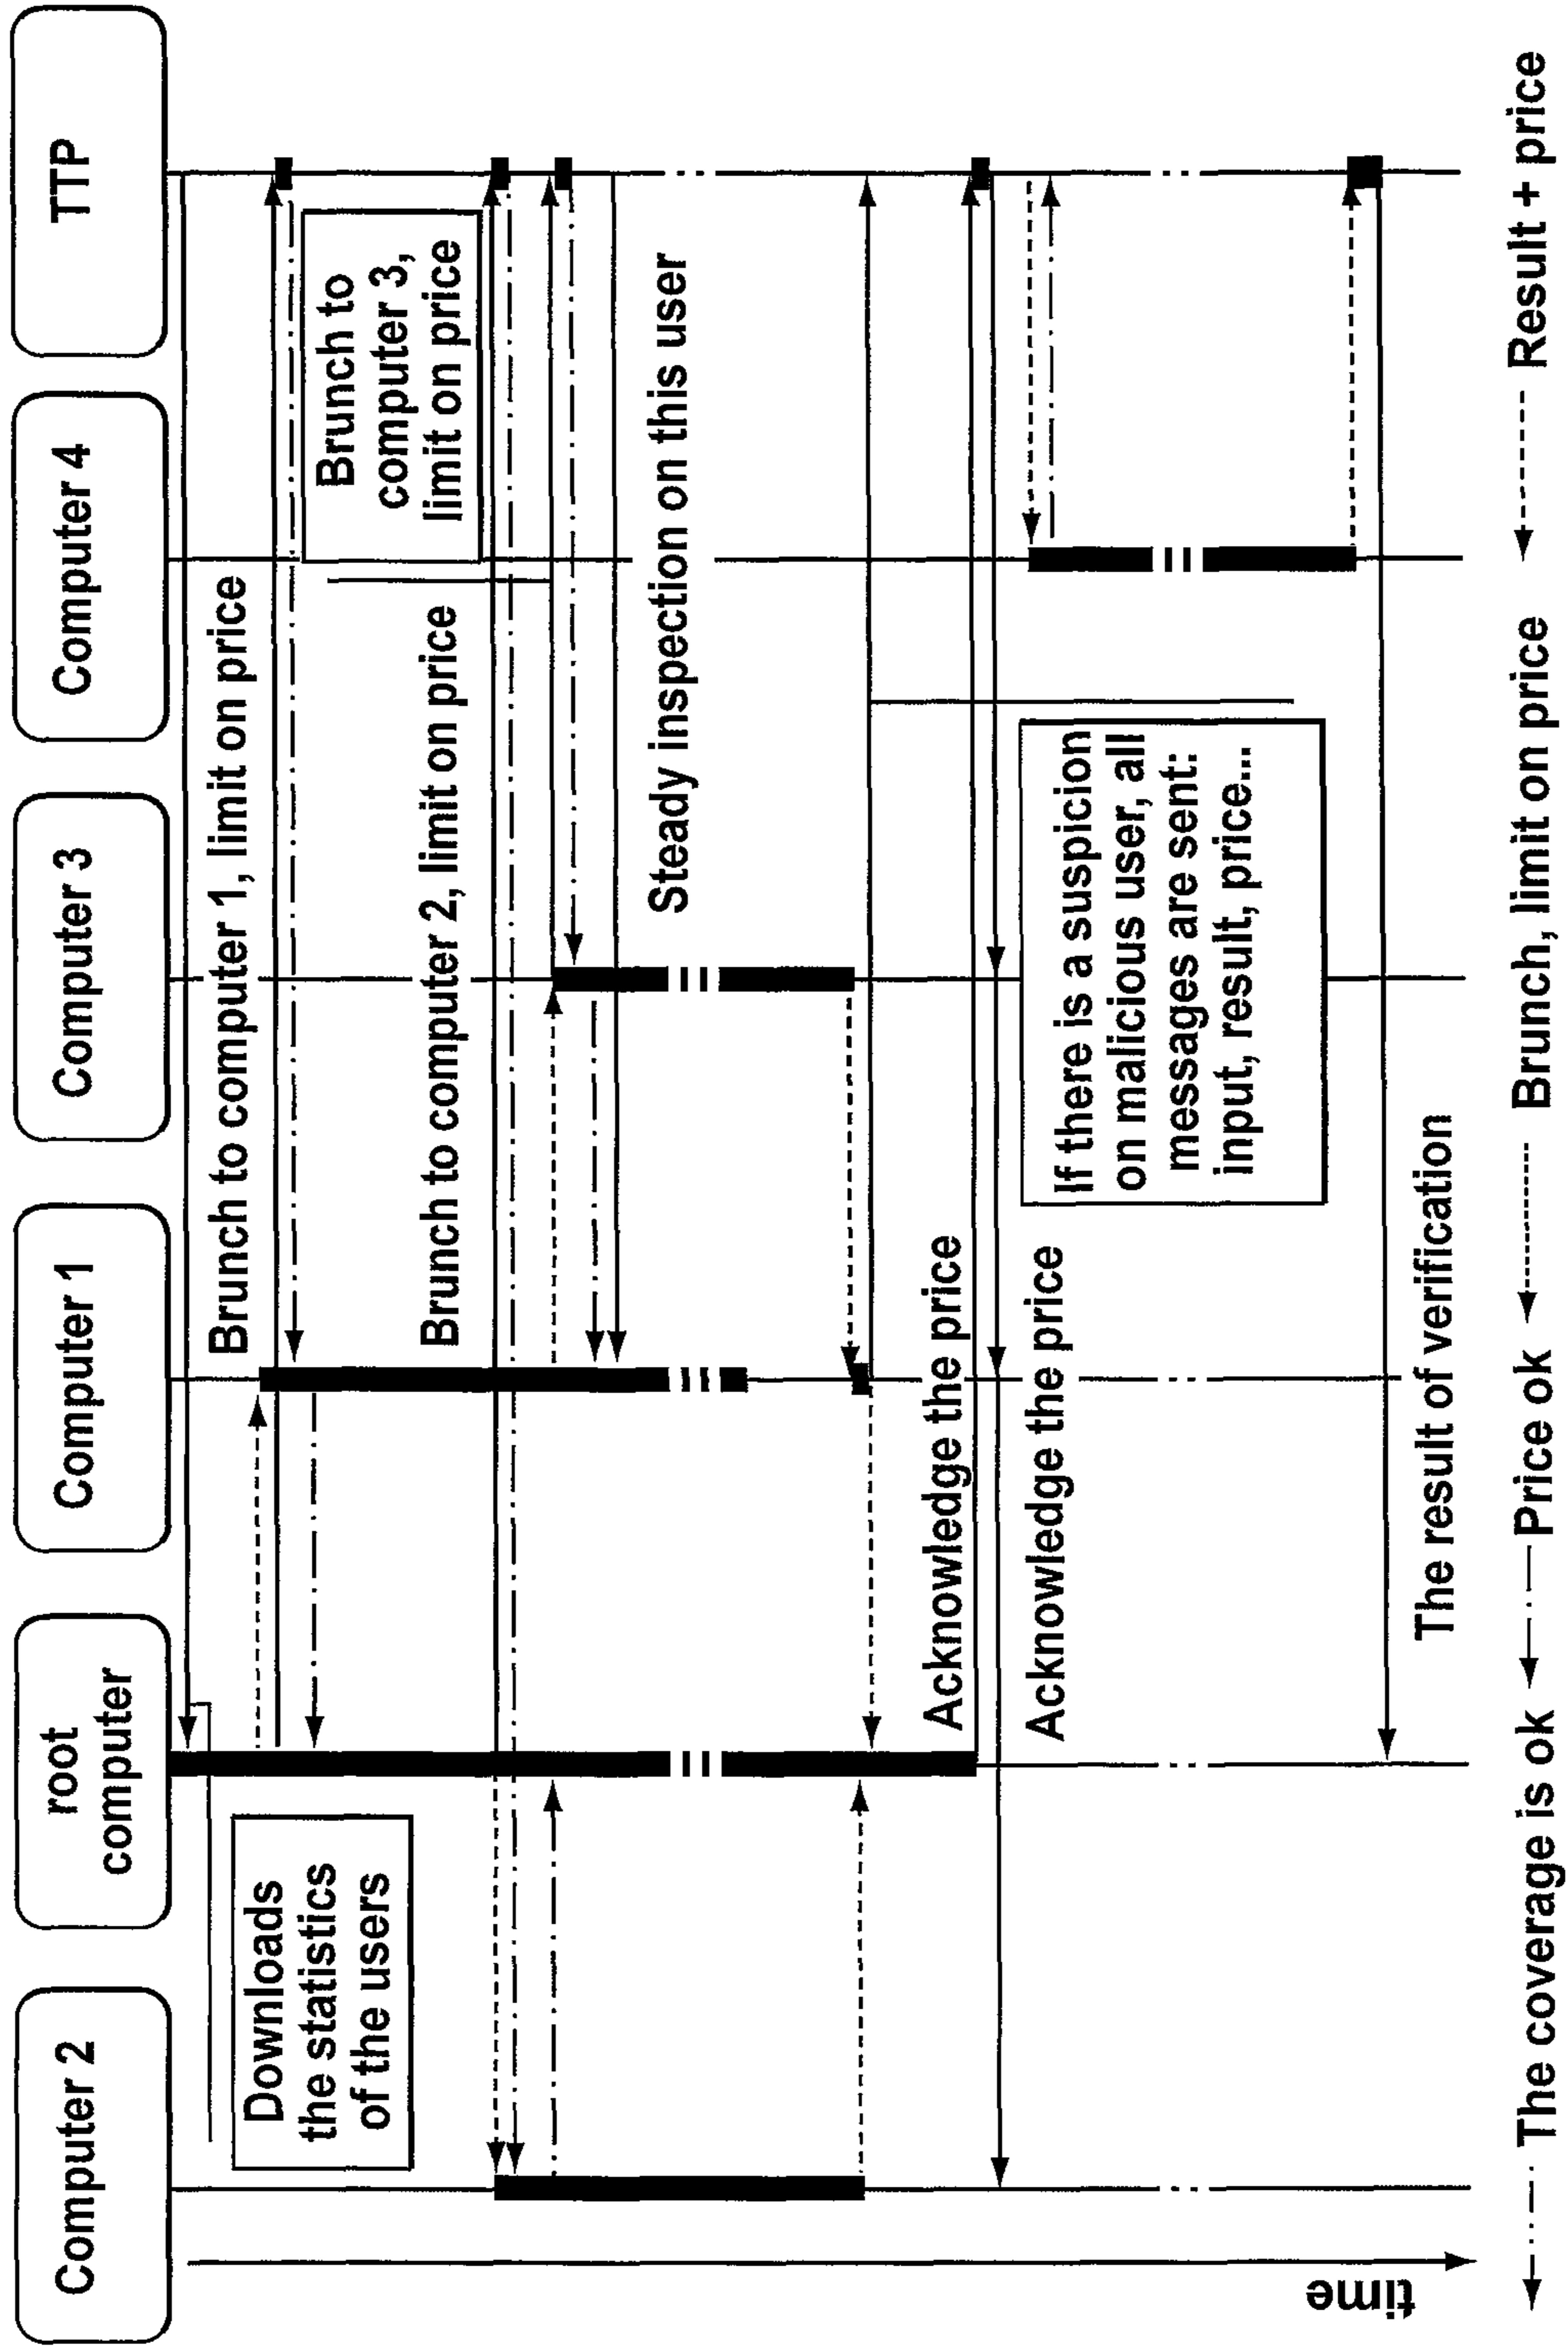 Computer 2
root
computer
Computer 1
Computer 3
Computer 4
TTP
Downloads
the statistics
of the users
Brunch to computer 1, limit on price
Brunch to
computer 3,
limit on price
Brunch to computer 2, limit on price
Steady inspection on this user
Acknowledge the price
Acknowledge the price
If there is a suspicion
on malicious user, all
messages are sent:
input, result, price...
The result of verification
time
The coverage is ok
Price ok
Brunch, limit on price
Result + price